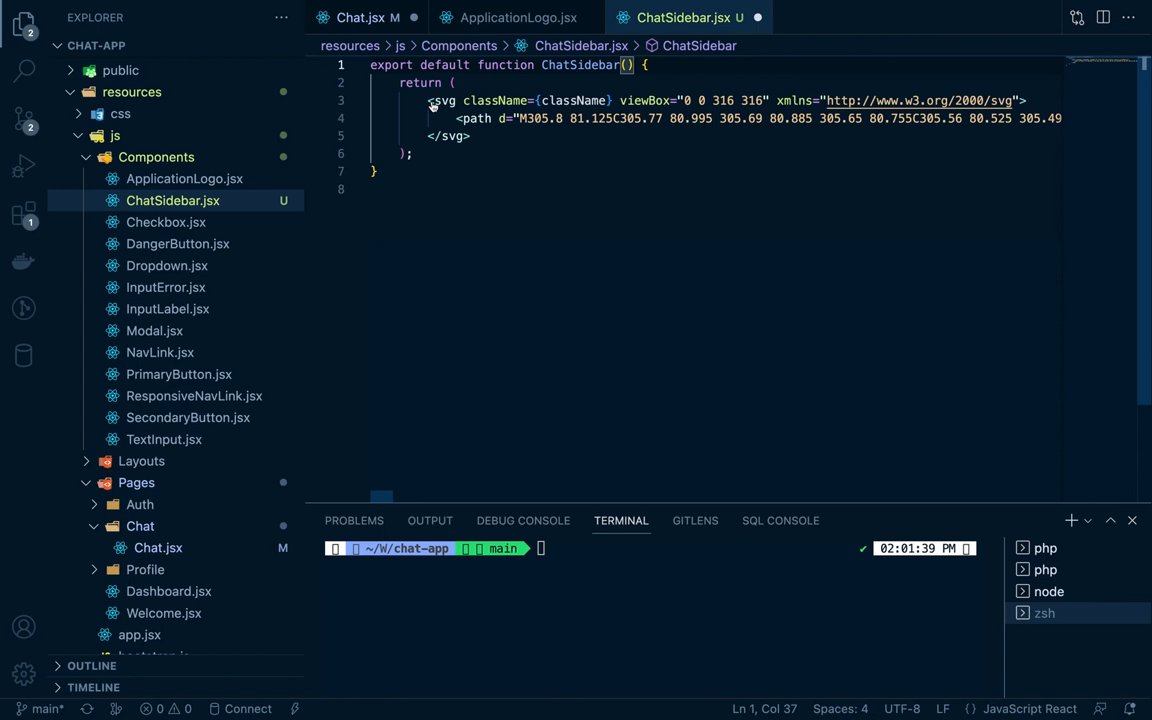 EXPLORER
Chat.jsx M
ApplicationLogo.jsx
ChatSidebar.jsx U
CHAT-APP
resources > js > Components > ChatSidebar.jsx > ChatSidebar
public
resources
css
js
Components
ApplicationLogo.jsx
ChatSidebar.jsx U
Checkbox.jsx
DangerButton.jsx
Dropdown.jsx
InputError.jsx
InputLabel.jsx
Modal.jsx
NavLink.jsx
PrimaryButton.jsx
ResponsiveNavLink.jsx
SecondaryButton.jsx
TextInput.jsx
Layouts
Pages
Auth
Chat
Chat.jsx M
Profile
Dashboard.jsx
Welcome.jsx
app.jsx
OUTLINE
TIMELINE
2
2
1
1 export default function ChatSidebar() {
2 return (
3 <svg className={className} viewBox="0 0 316 316" xmlns="http://www.w3.org/2000/svg">
4 <path d="M305.8 81.125C305.77 80.995 305.69 80.885 305.65 80.755C305.56 80.525 305.49
5 </svg>
6 );
7 }
8
PROBLEMS OUTPUT DEBUG CONSOLE TERMINAL GITLENS SQL CONSOLE
~/W/chat-app main ✔ 02:01:39 PM
php
php
node
zsh
main* 0 0 Connect Ln 1, Col 37 Spaces: 4 UTF-8 LF {} JavaScript React